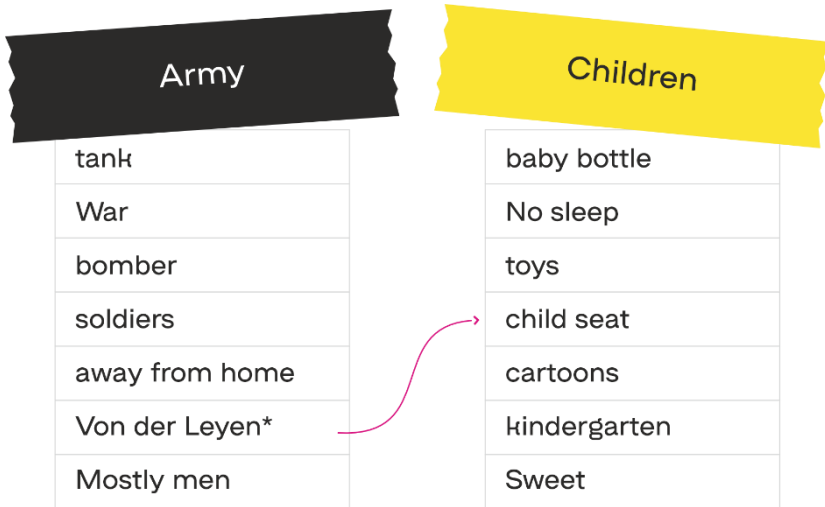 Army
tank
War
bomber
soldiers
away from home
Von der Leyen*
Mostly men
Children
baby bottle
No sleep
toys
child seat
cartoons
kindergarten
Sweet